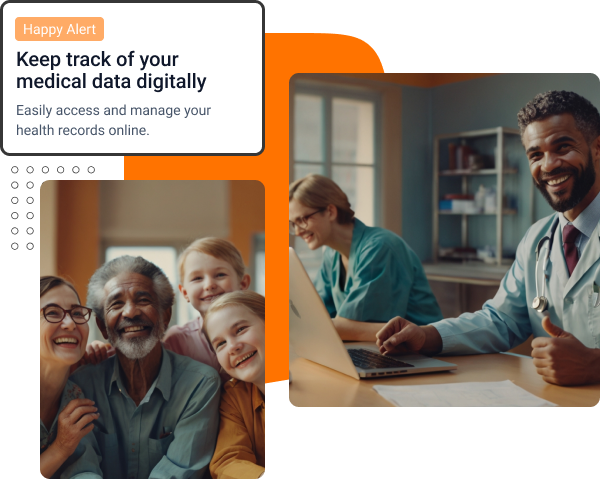 Happy Alert
Keep track of your
medical data digitally
Easily access and manage your
health records online.